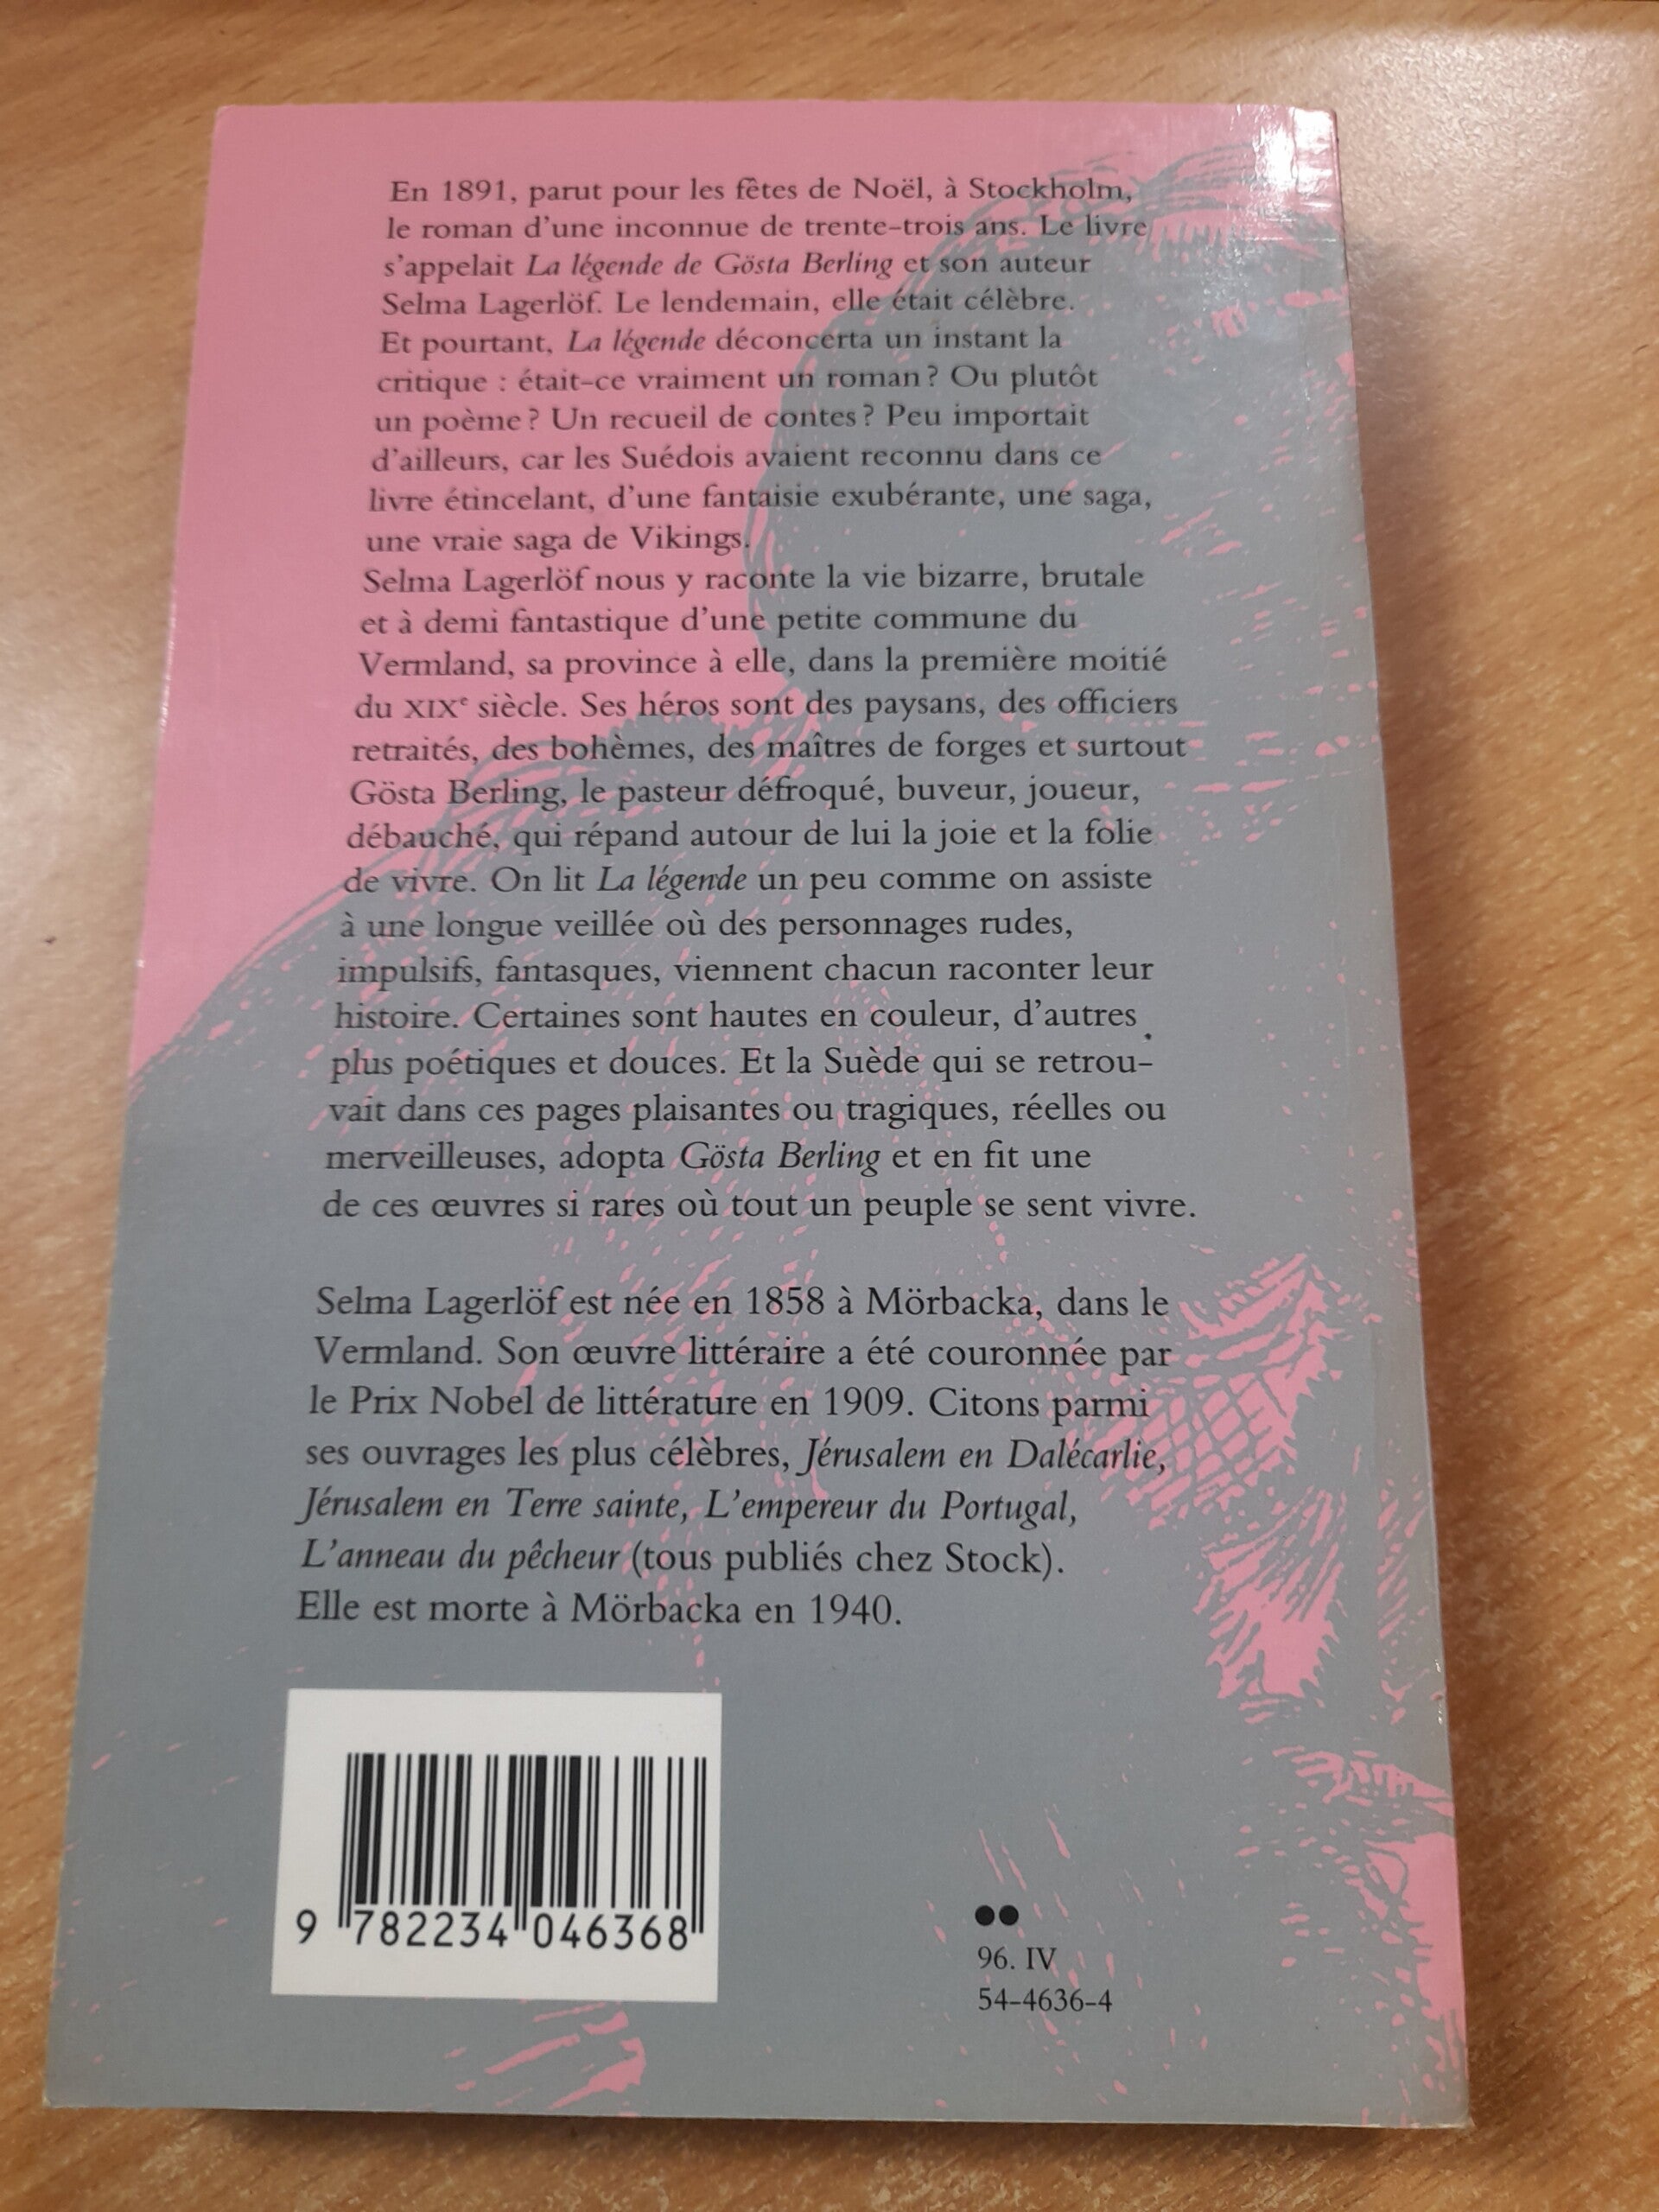 En 1891, parut pour les fêtes de Noël, à Stockholm,
le roman d'une inconnue de trente-trois ans. Le livre
s'appelait La légende de Gösta Berling et son auteur
Selma Lagerlöf. Le lendemain, elle était célèbre.
Et pourtant, La légende déconcerta un instant la
critique : était-ce vraiment un roman ? Ou plutôt
un poème ? Un recueil de contes ? Peu importait
d'ailleurs, car les Suédois avaient reconnu dans ce
livre étincelant, d'une fantaisie exubérante, une saga,
une vraie saga de Vikings.
Selma Lagerlöf nous y raconte la vie bizarre, brutale
et à demi fantastique d'une petite commune du
Vermland, sa province à elle, dans la première moitié
du XIXe siècle. Ses héros sont des paysans, des officiers
retraités, des bohèmes, des maîtres de forges et surtout
Gösta Berling, le pasteur défroqué, buveur, joueur,
débauché, qui répand autour de lui la joie et la folie
de vivre. On lit La légende un peu comme on assiste
à une longue veillée où des personnages rudes,
impulsifs, fantasques, viennent chacun raconter leur
histoire. Certaines sont hautes en couleur, d'autres
plus poétiques et douces. Et la Suède qui se retrou-
vait dans ces pages plaisantes ou tragiques, réelles ou
merveilleuses, adopta Gösta Berling et en fit une
de ces œuvres si rares où tout un peuple se sent vivre.
Selma Lagerlöf est née en 1858 à Mörbacka, dans le
Vermland. Son œuvre littéraire a été couronnée par
le Prix Nobel de littérature en 1909. Citons parmi
ses ouvrages les plus célèbres, Jérusalem en Dalécarlie,
Jérusalem en Terre sainte, L'empereur du Portugal,
L'anneau du pêcheur (tous publiés chez Stock).
Elle est morte à Mörbacka en 1940.
9 782234 046368
96. IV
54-4636-4